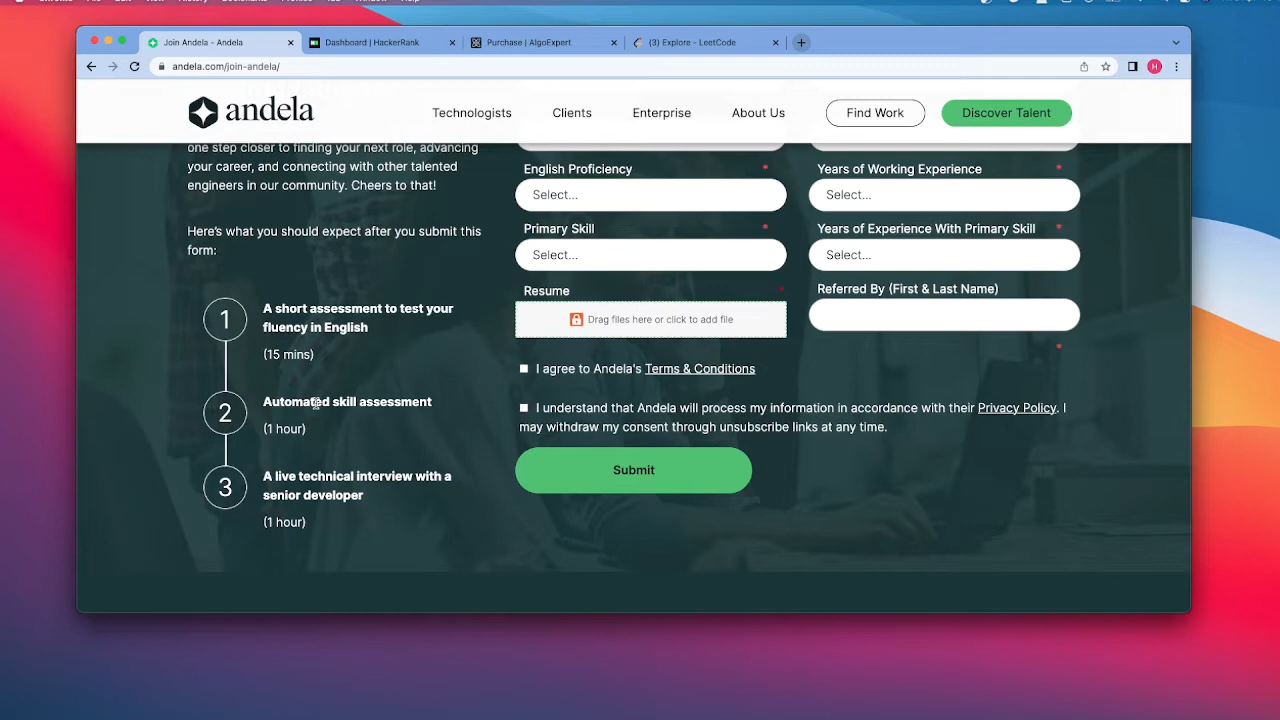 Join Andela - Andela
Dashboard | HackerRank
Purchase | AlgoExpert
(3) Explore - LeetCode
andela.com/join-andela/
H
andela
Technologists
Clients
Enterprise
About Us
Find Work
Discover Talent
one step closer to finding your next role, advancing
your career, and connecting with other talented
engineers in our community. Cheers to that!
Here's what you should expect after you submit this
form:
1
A short assessment to test your
fluency in English
(15 mins)
2
Automated skill assessment
(1 hour)
3
A live technical interview with a
senior developer
(1 hour)
English Proficiency *
Select...
Years of Working Experience *
Select...
Primary Skill *
Select...
Years of Experience With Primary Skill *
Select...
Resume *
Drag files here or click to add file
Referred By (First & Last Name)
*
I agree to Andela's Terms & Conditions
I understand that Andela will process my information in accordance with their Privacy Policy. I
may withdraw my consent through unsubscribe links at any time.
Submit